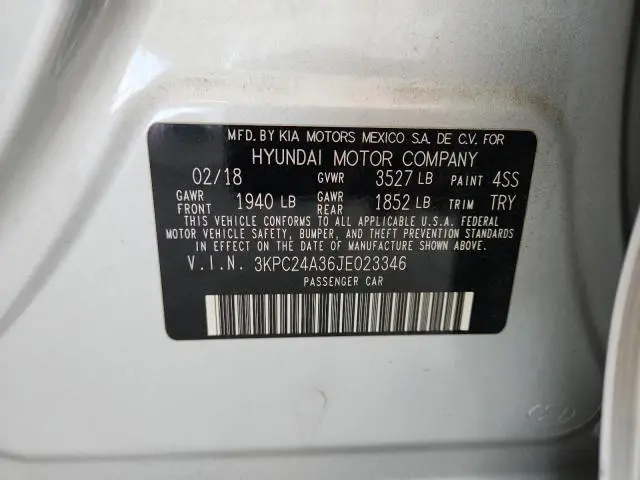 MFD. BY KIA MOTORS MEXICO S.A. DE C.V. FOR
HYUNDAI MOTOR COMPANY
02/18 GVWR 3527 LB PAINT 4SS
GAWR FRONT 1940 LB GAWR REAR 1852 LB TRIM TRY
THIS VEHICLE CONFORMS TO ALL APPLICABLE U.S.A. FEDERAL
MOTOR VEHICLE SAFETY, BUMPER, AND THEFT PREVENTION STANDARDS
IN EFFECT ON THE DATE OF MANUFACTURE SHOWN ABOVE.
V.I.N. 3KPC24A36JE023346
PASSENGER CAR